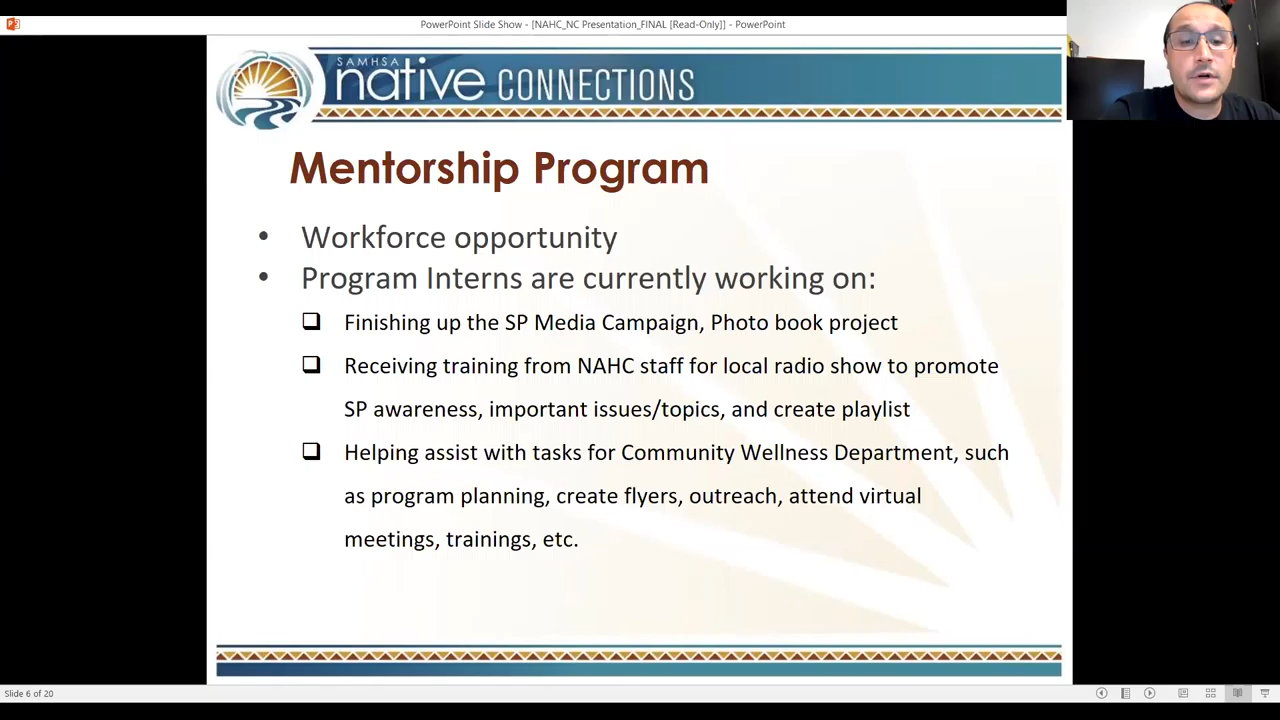 PowerPoint Slide Show - [NAHC_NC Presentation_FINAL [Read-Only]] - PowerPoint
SAMHSA
native CONNECTIONS
Mentorship Program
• Workforce opportunity
• Program Interns are currently working on:
❑ Finishing up the SP Media Campaign, Photo book project
❑ Receiving training from NAHC staff for local radio show to promote
SP awareness, important issues/topics, and create playlist
❑ Helping assist with tasks for Community Wellness Department, such
as program planning, create flyers, outreach, attend virtual
meetings, trainings, etc.
Slide 6 of 20